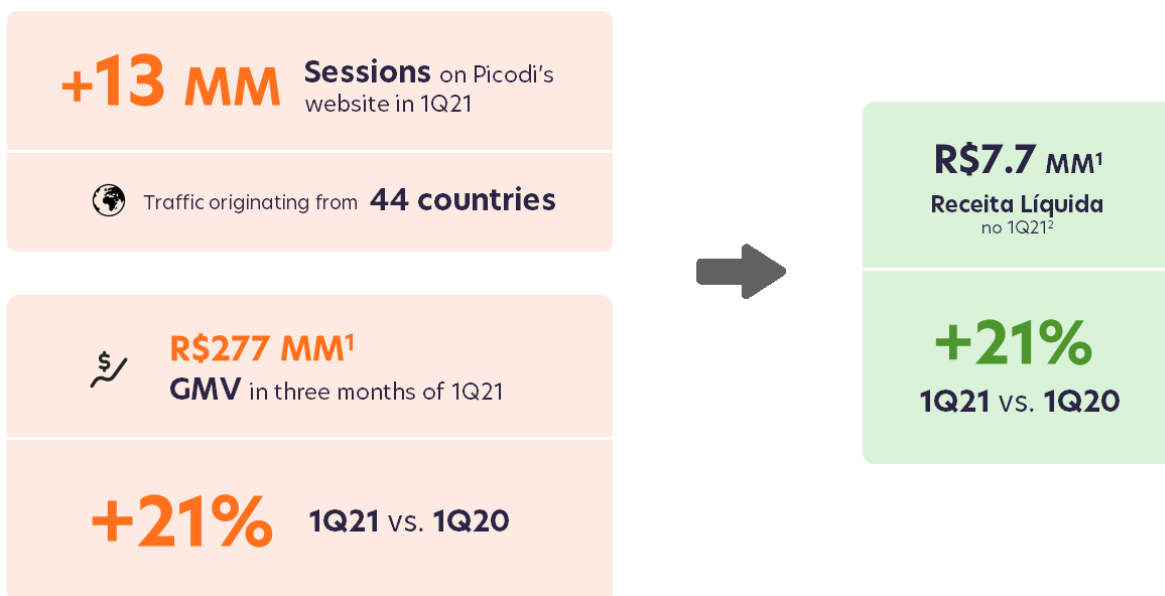 +13 MM Sessions on Picodi's
website in 1Q21
Traffic originating from 44 countries
R$277 MM¹
GMV in three months of 1Q21
+21% 1Q21 vs. 1Q20
R$7.7 MM¹
Receita Líquida
no 1Q21²
+21%
1Q21 vs. 1Q20